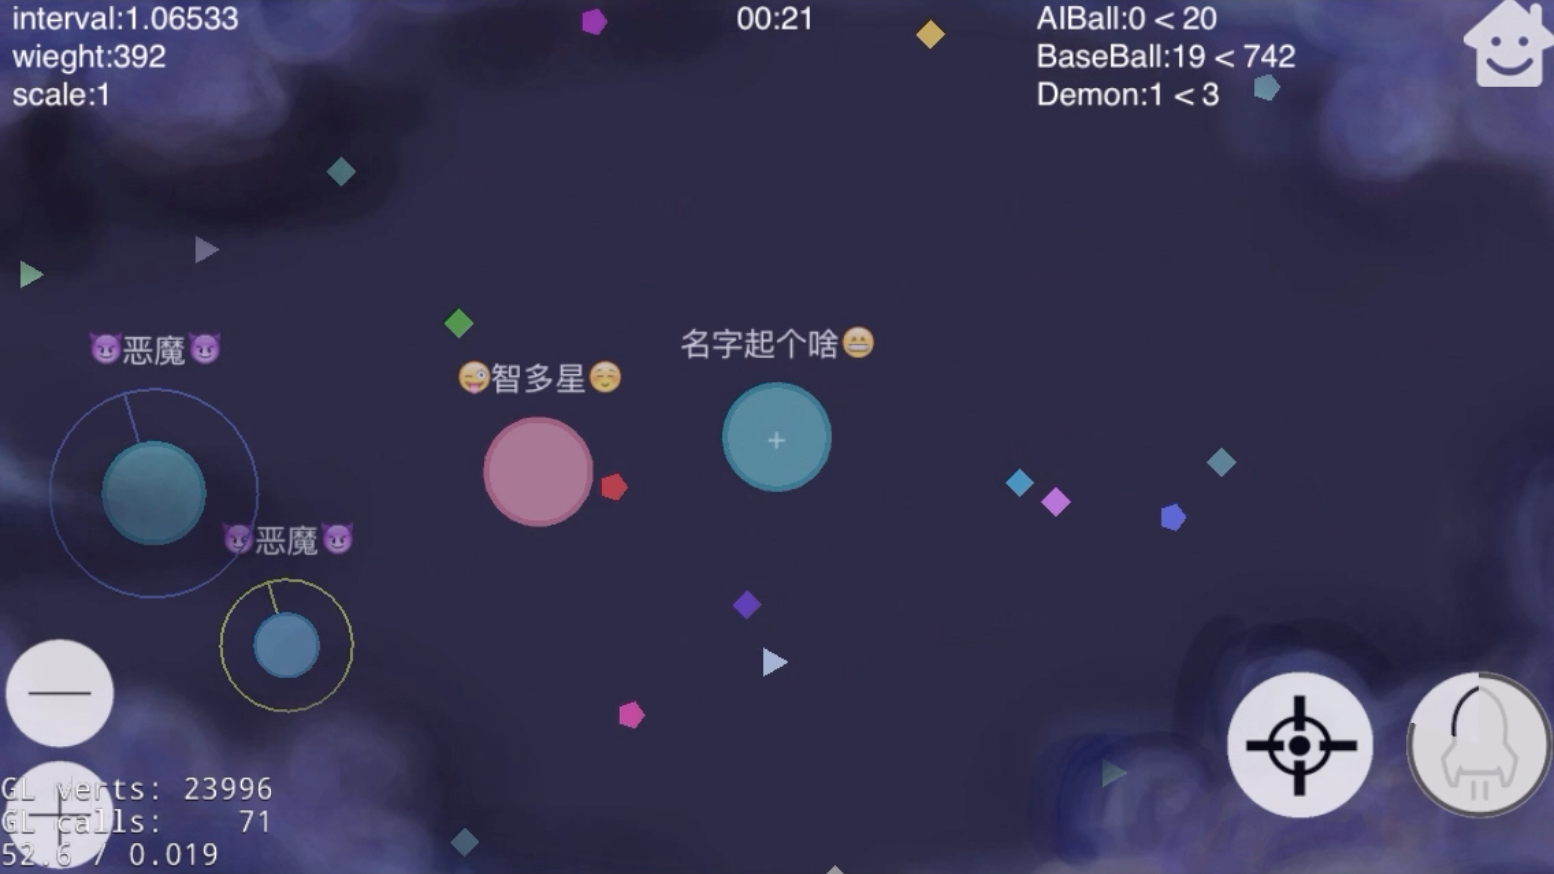 interval:1.06533
wieght:392
scale:1
00:21
AIBall:0 < 20
BaseBall:19 < 742
Demon:1 < 3
😈恶魔😈
😜智多星☺️
名字起个啥😁
😈恶魔😈
GL verts: 23996
GL calls: 71
52.6 / 0.019